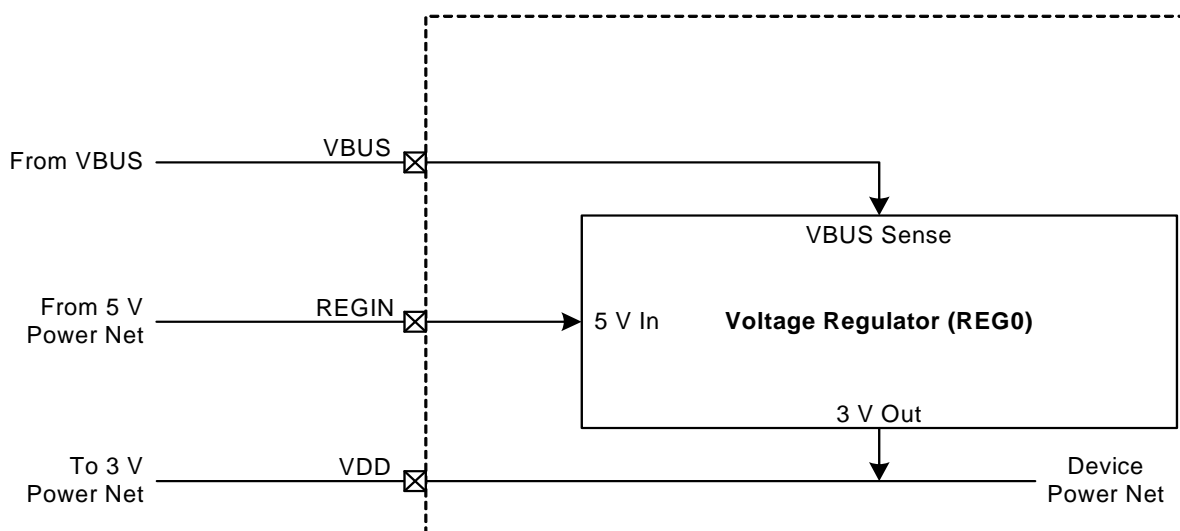 From VBUS
VBUS
VBUS Sense
From 5 V
Power Net
REGIN
5 V In
Voltage Regulator (REG0)
3 V Out
To 3 V
Power Net
VDD
Device
Power Net